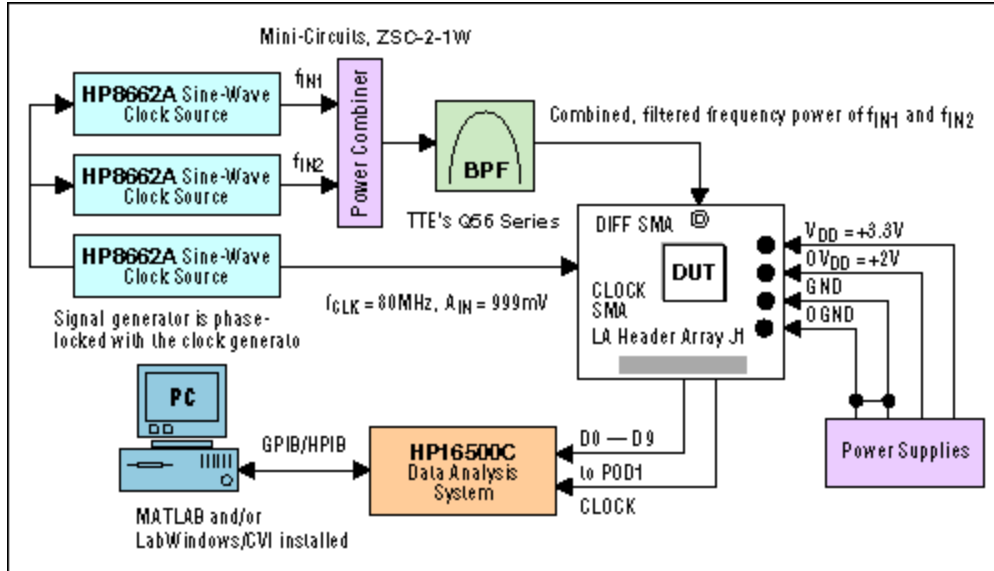 Mini-Circuits, ZSC-2-1W
HP8662A Sine-Wave
Clock Source
fIN1
HP8662A Sine-Wave
Clock Source
fIN2
HP8662A Sine-Wave
Clock Source
Power Combiner
BPF
TTE's Q56 Series
Combined, filtered frequency power of fIN1 and fIN2
Signal generator is phase-
locked with the clock generato
fCLK = 80MHz, AIN = 999mV
DIFF SMA
DUT
CLOCK
SMA
LA Header Array J1
VDD = +3.3V
OVDD = +2V
GND
OGND
Power Supplies
PC
GPIB/HPIB
MATLAB and/or
LabWindows/CVI installed
HP16500C
Data Analysis
System
D0 — D9
to POD1
CLOCK